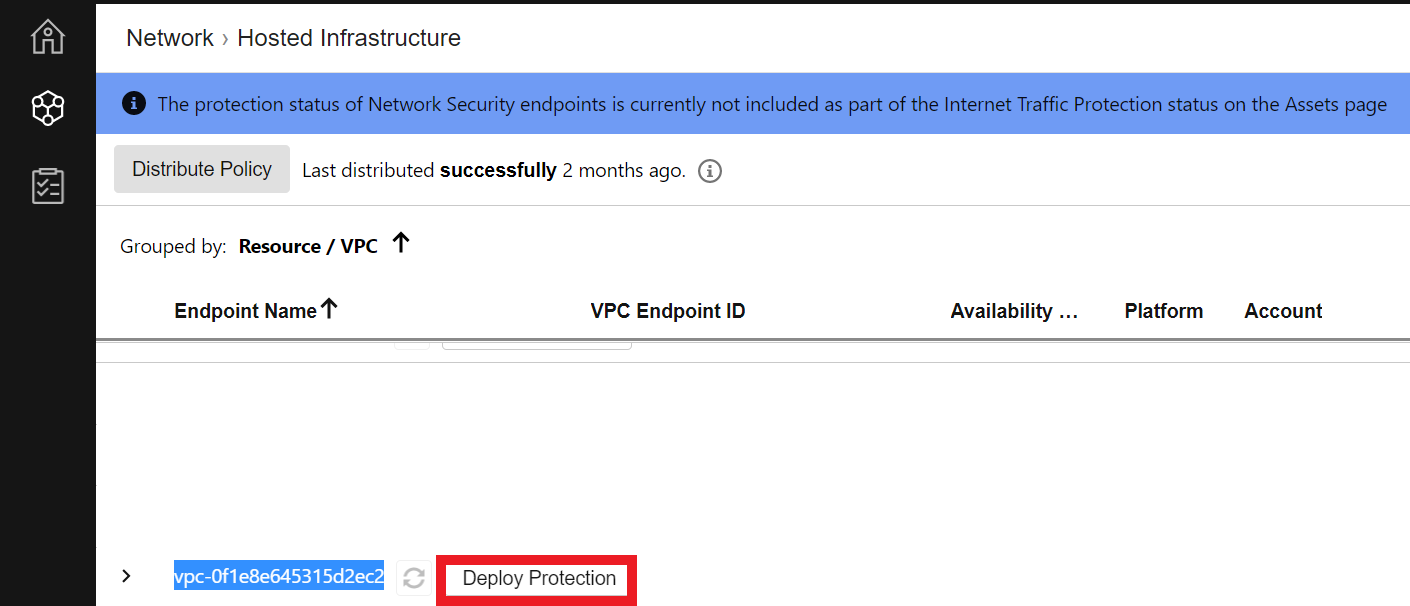 Network › Hosted Infrastructure
The protection status of Network Security endpoints is currently not included as part of the Internet Traffic Protection status on the Assets page
Distribute Policy Last distributed successfully 2 months ago.
Grouped by: Resource / VPC
Endpoint Name VPC Endpoint ID Availability ... Platform Account
vpc-0f1e8e645315d2ec2 Deploy Protection